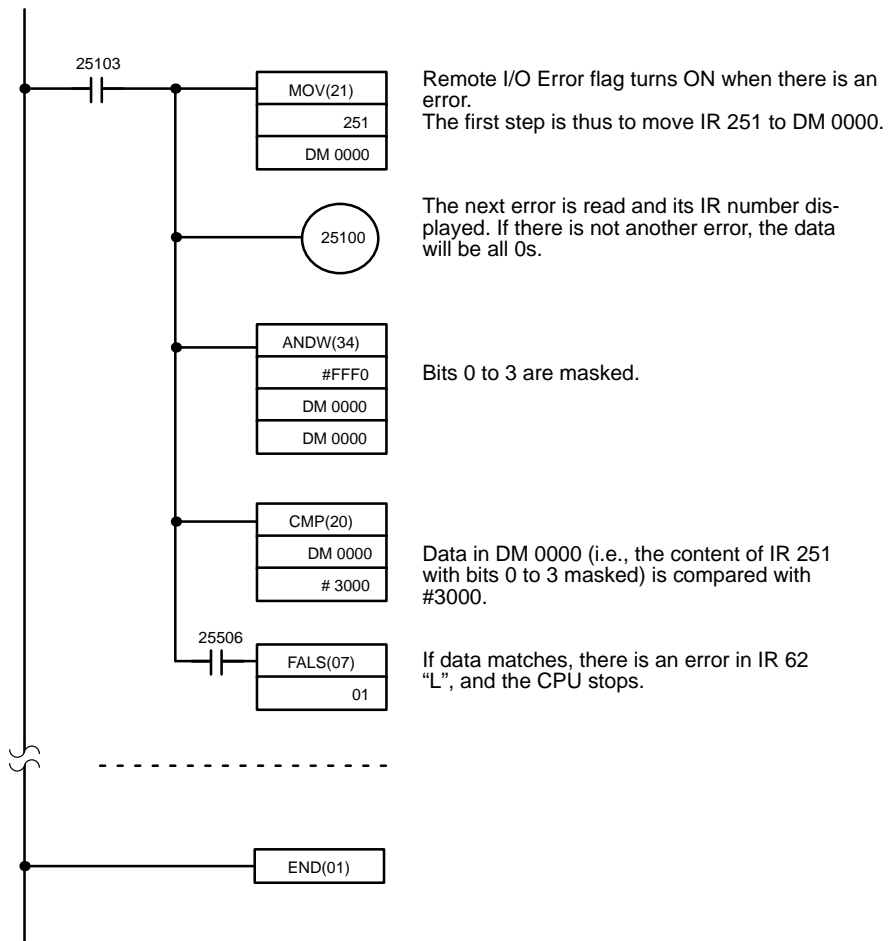 25103
MOV(21)
251
DM 0000
Remote I/O Error flag turns ON when there is an
error.
The first step is thus to move IR 251 to DM 0000.
25100
The next error is read and its IR number dis-
played. If there is not another error, the data
will be all 0s.
ANDW(34)
#FFF0
DM 0000
DM 0000
Bits 0 to 3 are masked.
CMP(20)
DM 0000
# 3000
Data in DM 0000 (i.e., the content of IR 251
with bits 0 to 3 masked) is compared with
#3000.
25506
FALS(07)
01
If data matches, there is an error in IR 62
“L”, and the CPU stops.
END(01)